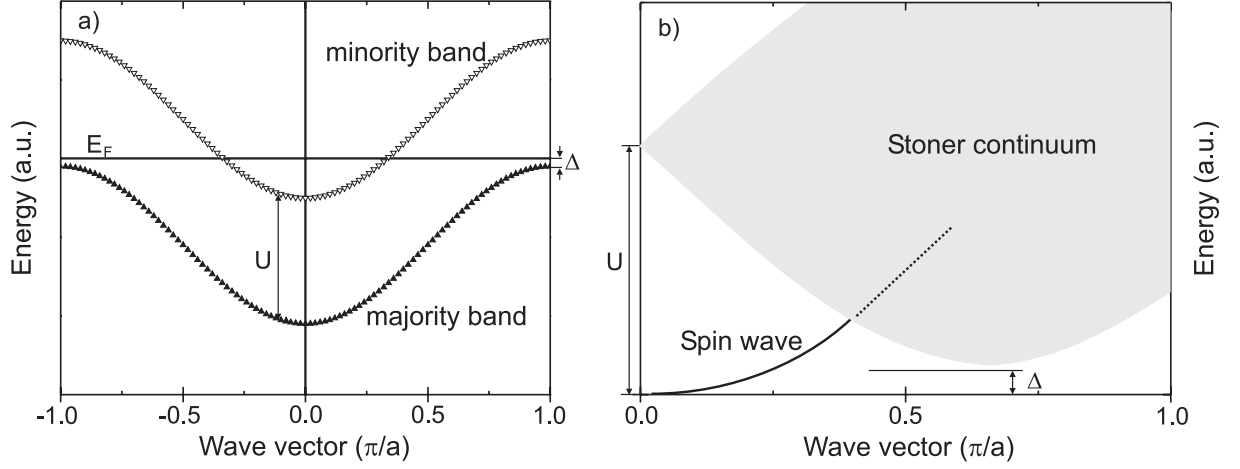 a)
minority band
E_F
Δ
U
majority band
Energy (a.u.)
-1.0
-0.5
0.0
0.5
1.0
Wave vector (π/a)
b)
Stoner continuum
U
Spin wave
Δ
Energy (a.u.)
0.0
0.5
1.0
Wave vector (π/a)